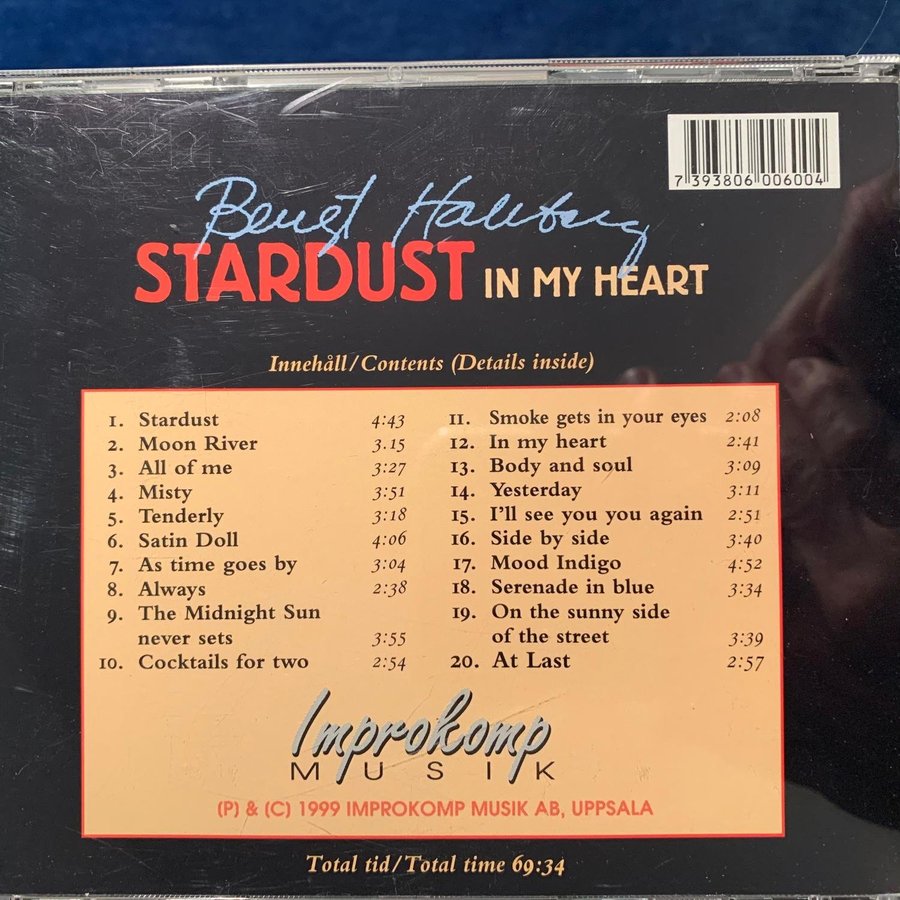 7 393806 006004
Bengt Hallberg
STARDUST IN MY HEART
Innehåll/Contents (Details inside)
1. Stardust 4:43
2. Moon River 3.15
3. All of me 3:27
4. Misty 3:51
5. Tenderly 3:18
6. Satin Doll 4:06
7. As time goes by 3:04
8. Always 2:38
9. The Midnight Sun
never sets 3:55
10. Cocktails for two 2:54
11. Smoke gets in your eyes 2:08
12. In my heart 2:41
13. Body and soul 3:09
14. Yesterday 3:11
15. I'll see you you again 2:51
16. Side by side 3:40
17. Mood Indigo 4:52
18. Serenade in blue 3:34
19. On the sunny side
of the street 3:39
20. At Last 2:57
Improkomp
MUSIK
(P) & (C) 1999 IMPROKOMP MUSIK AB, UPPSALA
Total tid/Total time 69:34